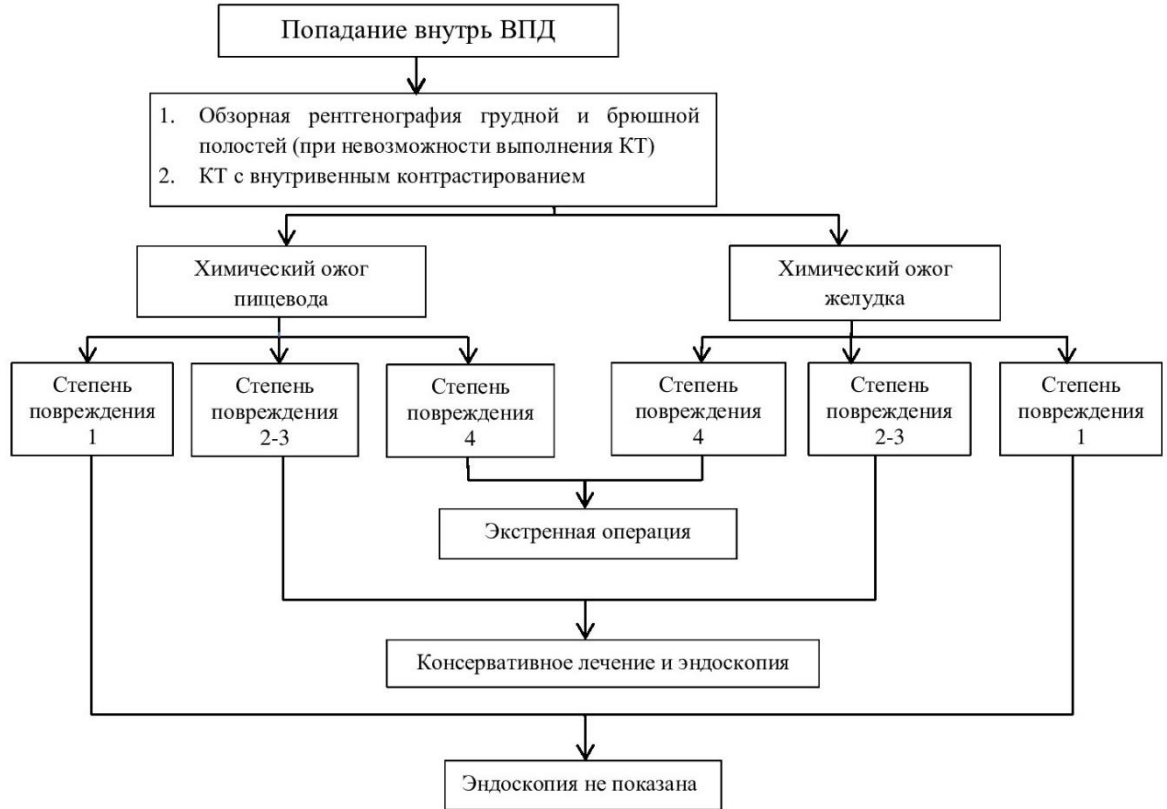 Попадание внутрь ВПД
1. Обзорная рентгенография грудной и брюшной
полостей (при невозможности выполнения КТ)
2. КТ с внутривенным контрастированием
Химический ожог
пищевода
Химический ожог
желудка
Степень
повреждения
1
Степень
повреждения
2-3
Степень
повреждения
4
Степень
повреждения
4
Степень
повреждения
2-3
Степень
повреждения
1
Экстренная операция
Консервативное лечение и эндоскопия
Эндоскопия не показана